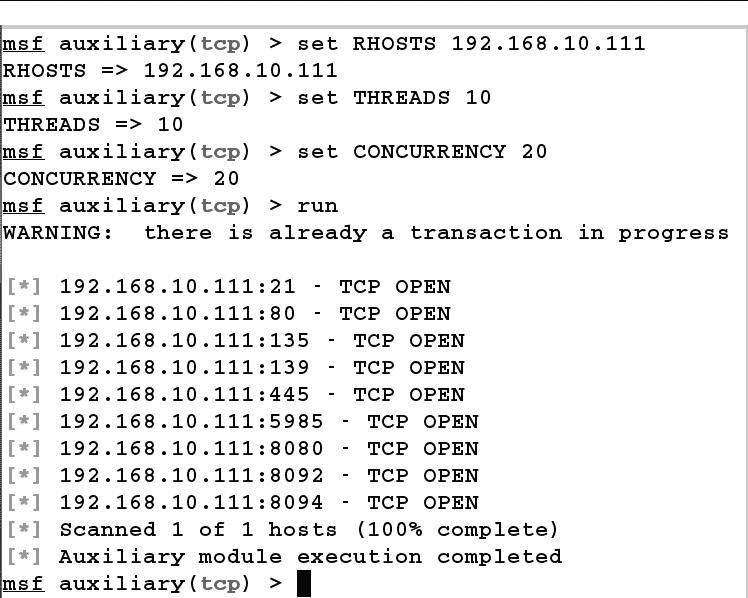 msf auxiliary(tcp) > set RHOSTS 192.168.10.111
RHOSTS => 192.168.10.111
msf auxiliary(tcp) > set THREADS 10
THREADS => 10
msf auxiliary(tcp) > set CONCURRENCY 20
CONCURRENCY => 20
msf auxiliary(tcp) > run
WARNING:  there is already a transaction in progress
[*] 192.168.10.111:21 - TCP OPEN
[*] 192.168.10.111:80 - TCP OPEN
[*] 192.168.10.111:135 - TCP OPEN
[*] 192.168.10.111:139 - TCP OPEN
[*] 192.168.10.111:445 - TCP OPEN
[*] 192.168.10.111:5985 - TCP OPEN
[*] 192.168.10.111:8080 - TCP OPEN
[*] 192.168.10.111:8092 - TCP OPEN
[*] 192.168.10.111:8094 - TCP OPEN
[*] Scanned 1 of 1 hosts (100% complete)
[*] Auxiliary module execution completed
msf auxiliary(tcp) >